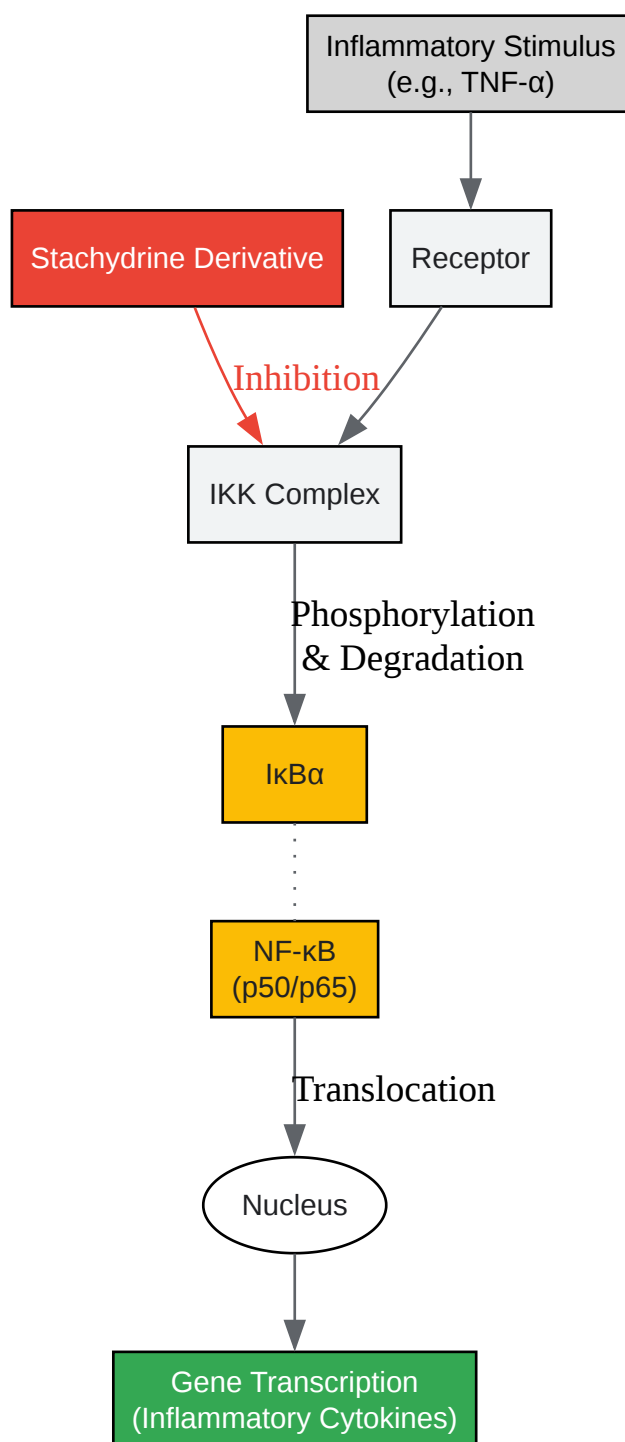 Inflammatory Stimulus
(e.g., TNF-α)
Stachydrine Derivative
Receptor
Inhibition
IKK Complex
Phosphorylation
& Degradation
IκBα
NF-κB
(p50/p65)
Translocation
Nucleus
Gene Transcription
(Inflammatory Cytokines)